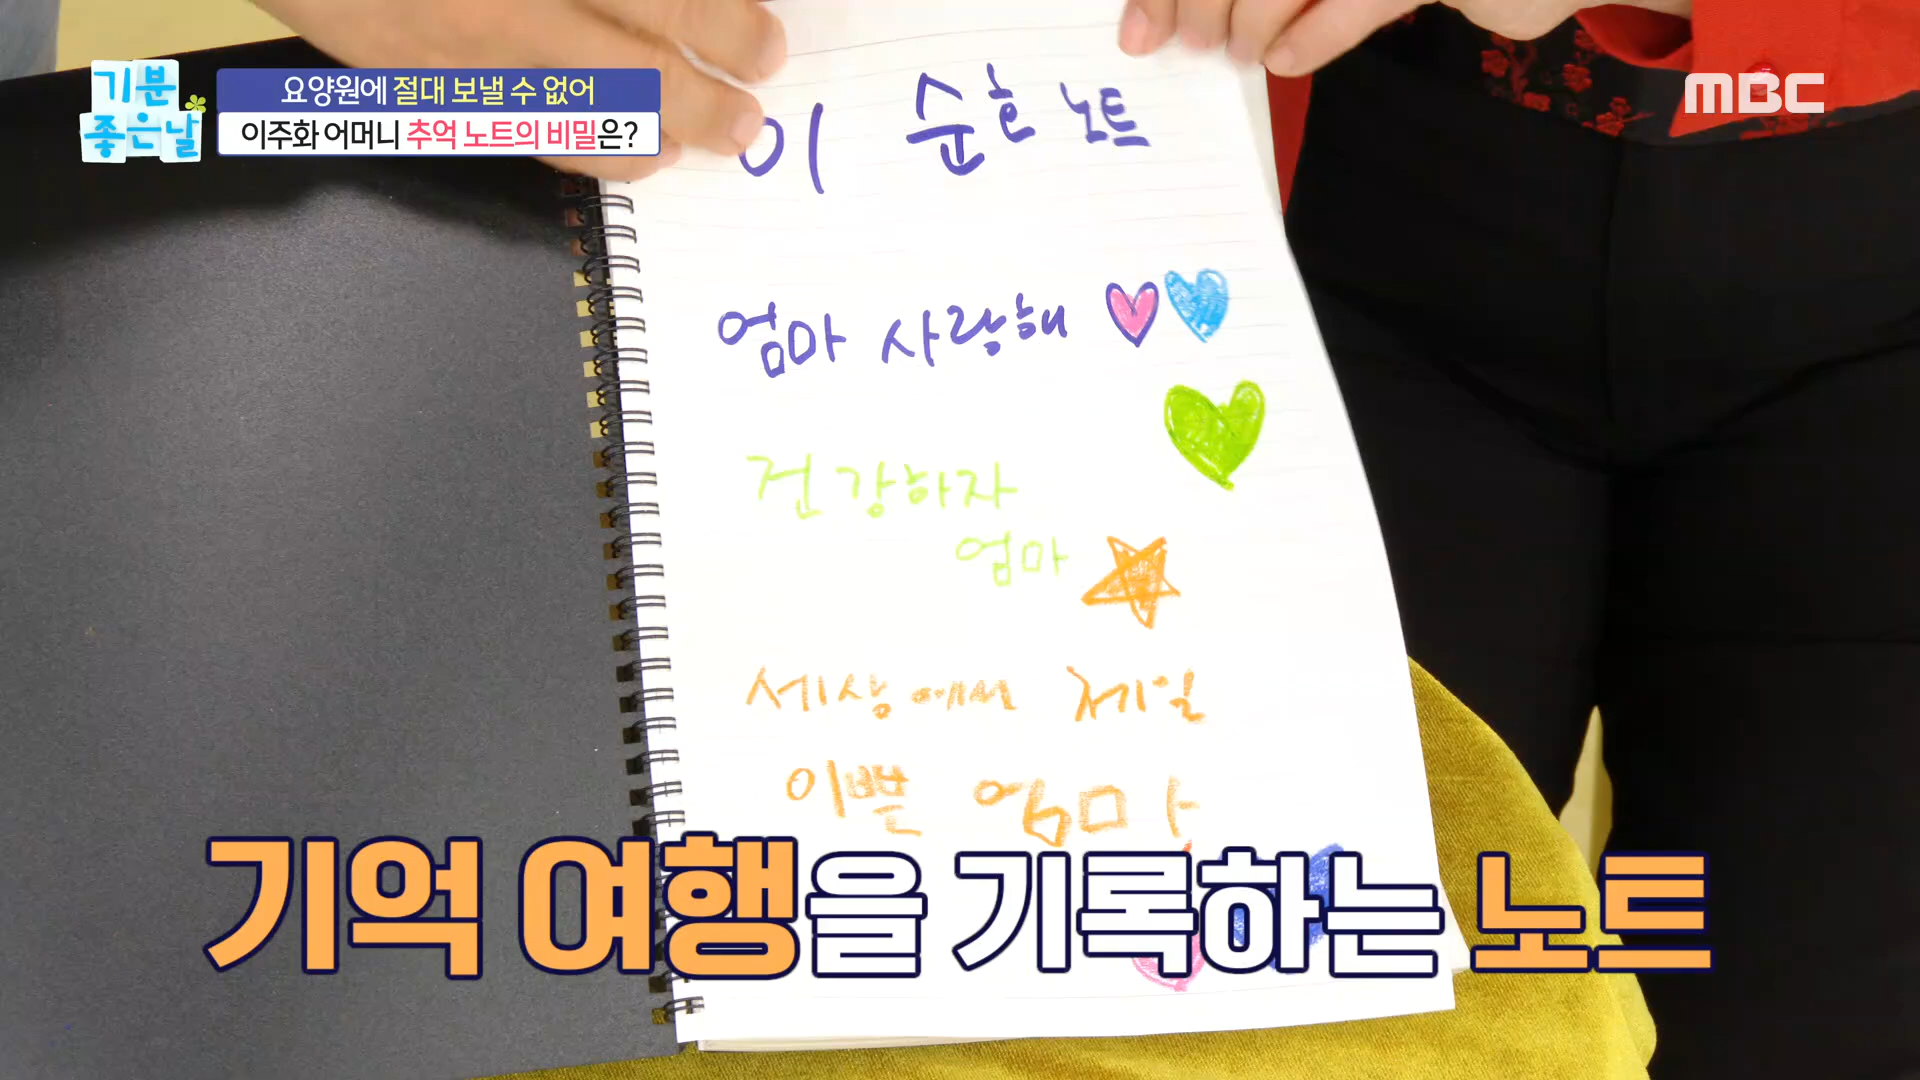 기분
좋은날
요양원에 절대 보낼 수 없어
이주화 어머니 추억 노트의 비밀은?
MBC
이 순흔 노트
엄마 사랑해
건강하자
엄마
세상에서 제일
이쁜 엄마
기억 여행을 기록하는 노트